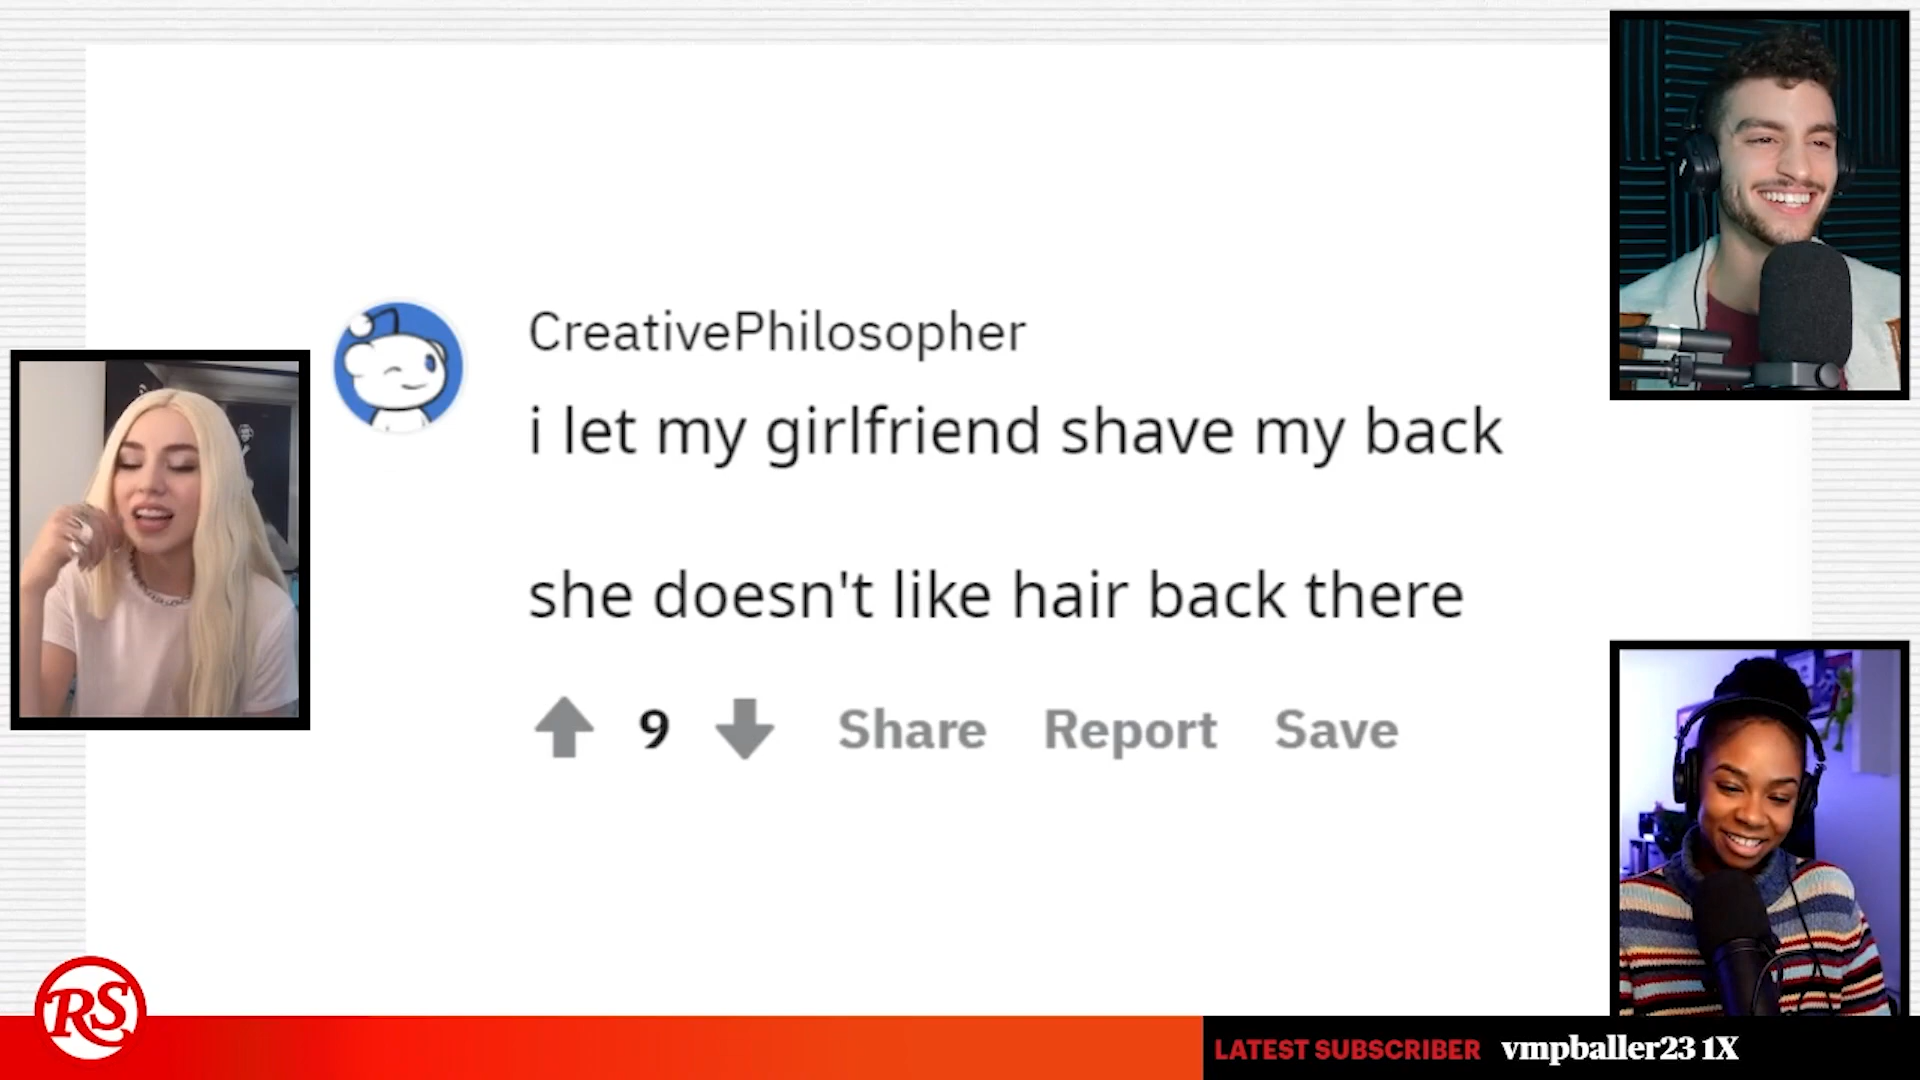 CreativePhilosopher
i let my girlfriend shave my back
she doesn't like hair back there
9 Share Report Save
RS
LATEST SUBSCRIBER vmpballer23 1X